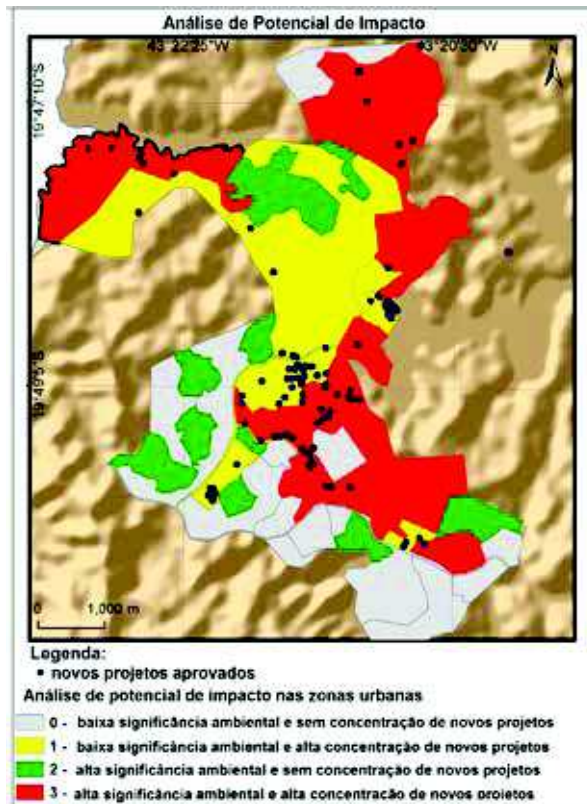 Análise de Potencial de Impacto
43°22'25"W
43°20'30"W
N
19°47'10"S
19°49'5"S
0 1,000 m
Legenda:
novos projetos aprovados
Análise de potencial de impacto nas zonas urbanas
0 - baixa significância ambiental e sem concentração de novos projetos
1 - baixa significância ambiental e alta concentração de novos projetos
2 - alta significância ambiental e sem concentração de novos projetos
3 - alta significância ambiental e alta concentração de novos projetos